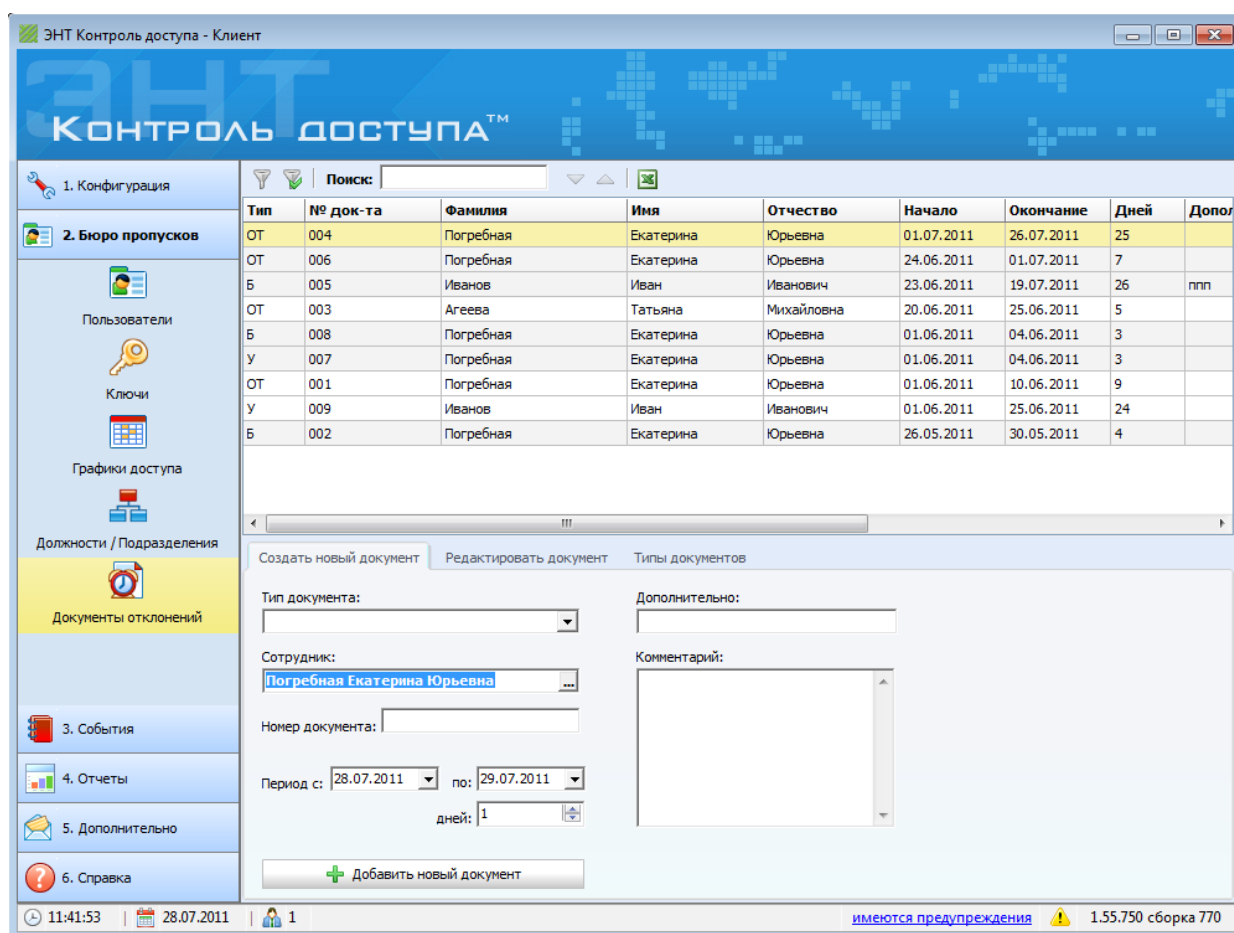 ЭНТ Контроль доступа - Клиент
ЭНТ
Контроль доступа™
1. Конфигурация
2. Бюро пропусков
Пользователи
Ключи
Графики доступа
Должности / Подразделения
Документы отклонений
3. События
4. Отчеты
5. Дополнительно
6. Справка
Поиск:
Тип № док-та Фамилия Имя Отчество Начало Окончание Дней Допол
ОТ 004 Погребная Екатерина Юрьевна 01.07.2011 26.07.2011 25
ОТ 006 Погребная Екатерина Юрьевна 24.06.2011 01.07.2011 7
Б 005 Иванов Иван Иванович 23.06.2011 19.07.2011 26 ппп
ОТ 003 Агеева Татьяна Михайловна 20.06.2011 25.06.2011 5
Б 008 Погребная Екатерина Юрьевна 01.06.2011 04.06.2011 3
У 007 Погребная Екатерина Юрьевна 01.06.2011 04.06.2011 3
ОТ 001 Погребная Екатерина Юрьевна 01.06.2011 10.06.2011 9
У 009 Иванов Иван Иванович 01.06.2011 25.06.2011 24
Б 002 Погребная Екатерина Юрьевна 26.05.2011 30.05.2011 4
Создать новый документ Редактировать документ Типы документов
Тип документа:
Сотрудник:
Погребная Екатерина Юрьевна ...
Номер документа:
Период с: 28.07.2011 по: 29.07.2011
дней: 1
Добавить новый документ
Дополнительно:
Комментарий:
11:41:53 | 28.07.2011 | 1 имеются предупреждения 1.55.750 сборка 770